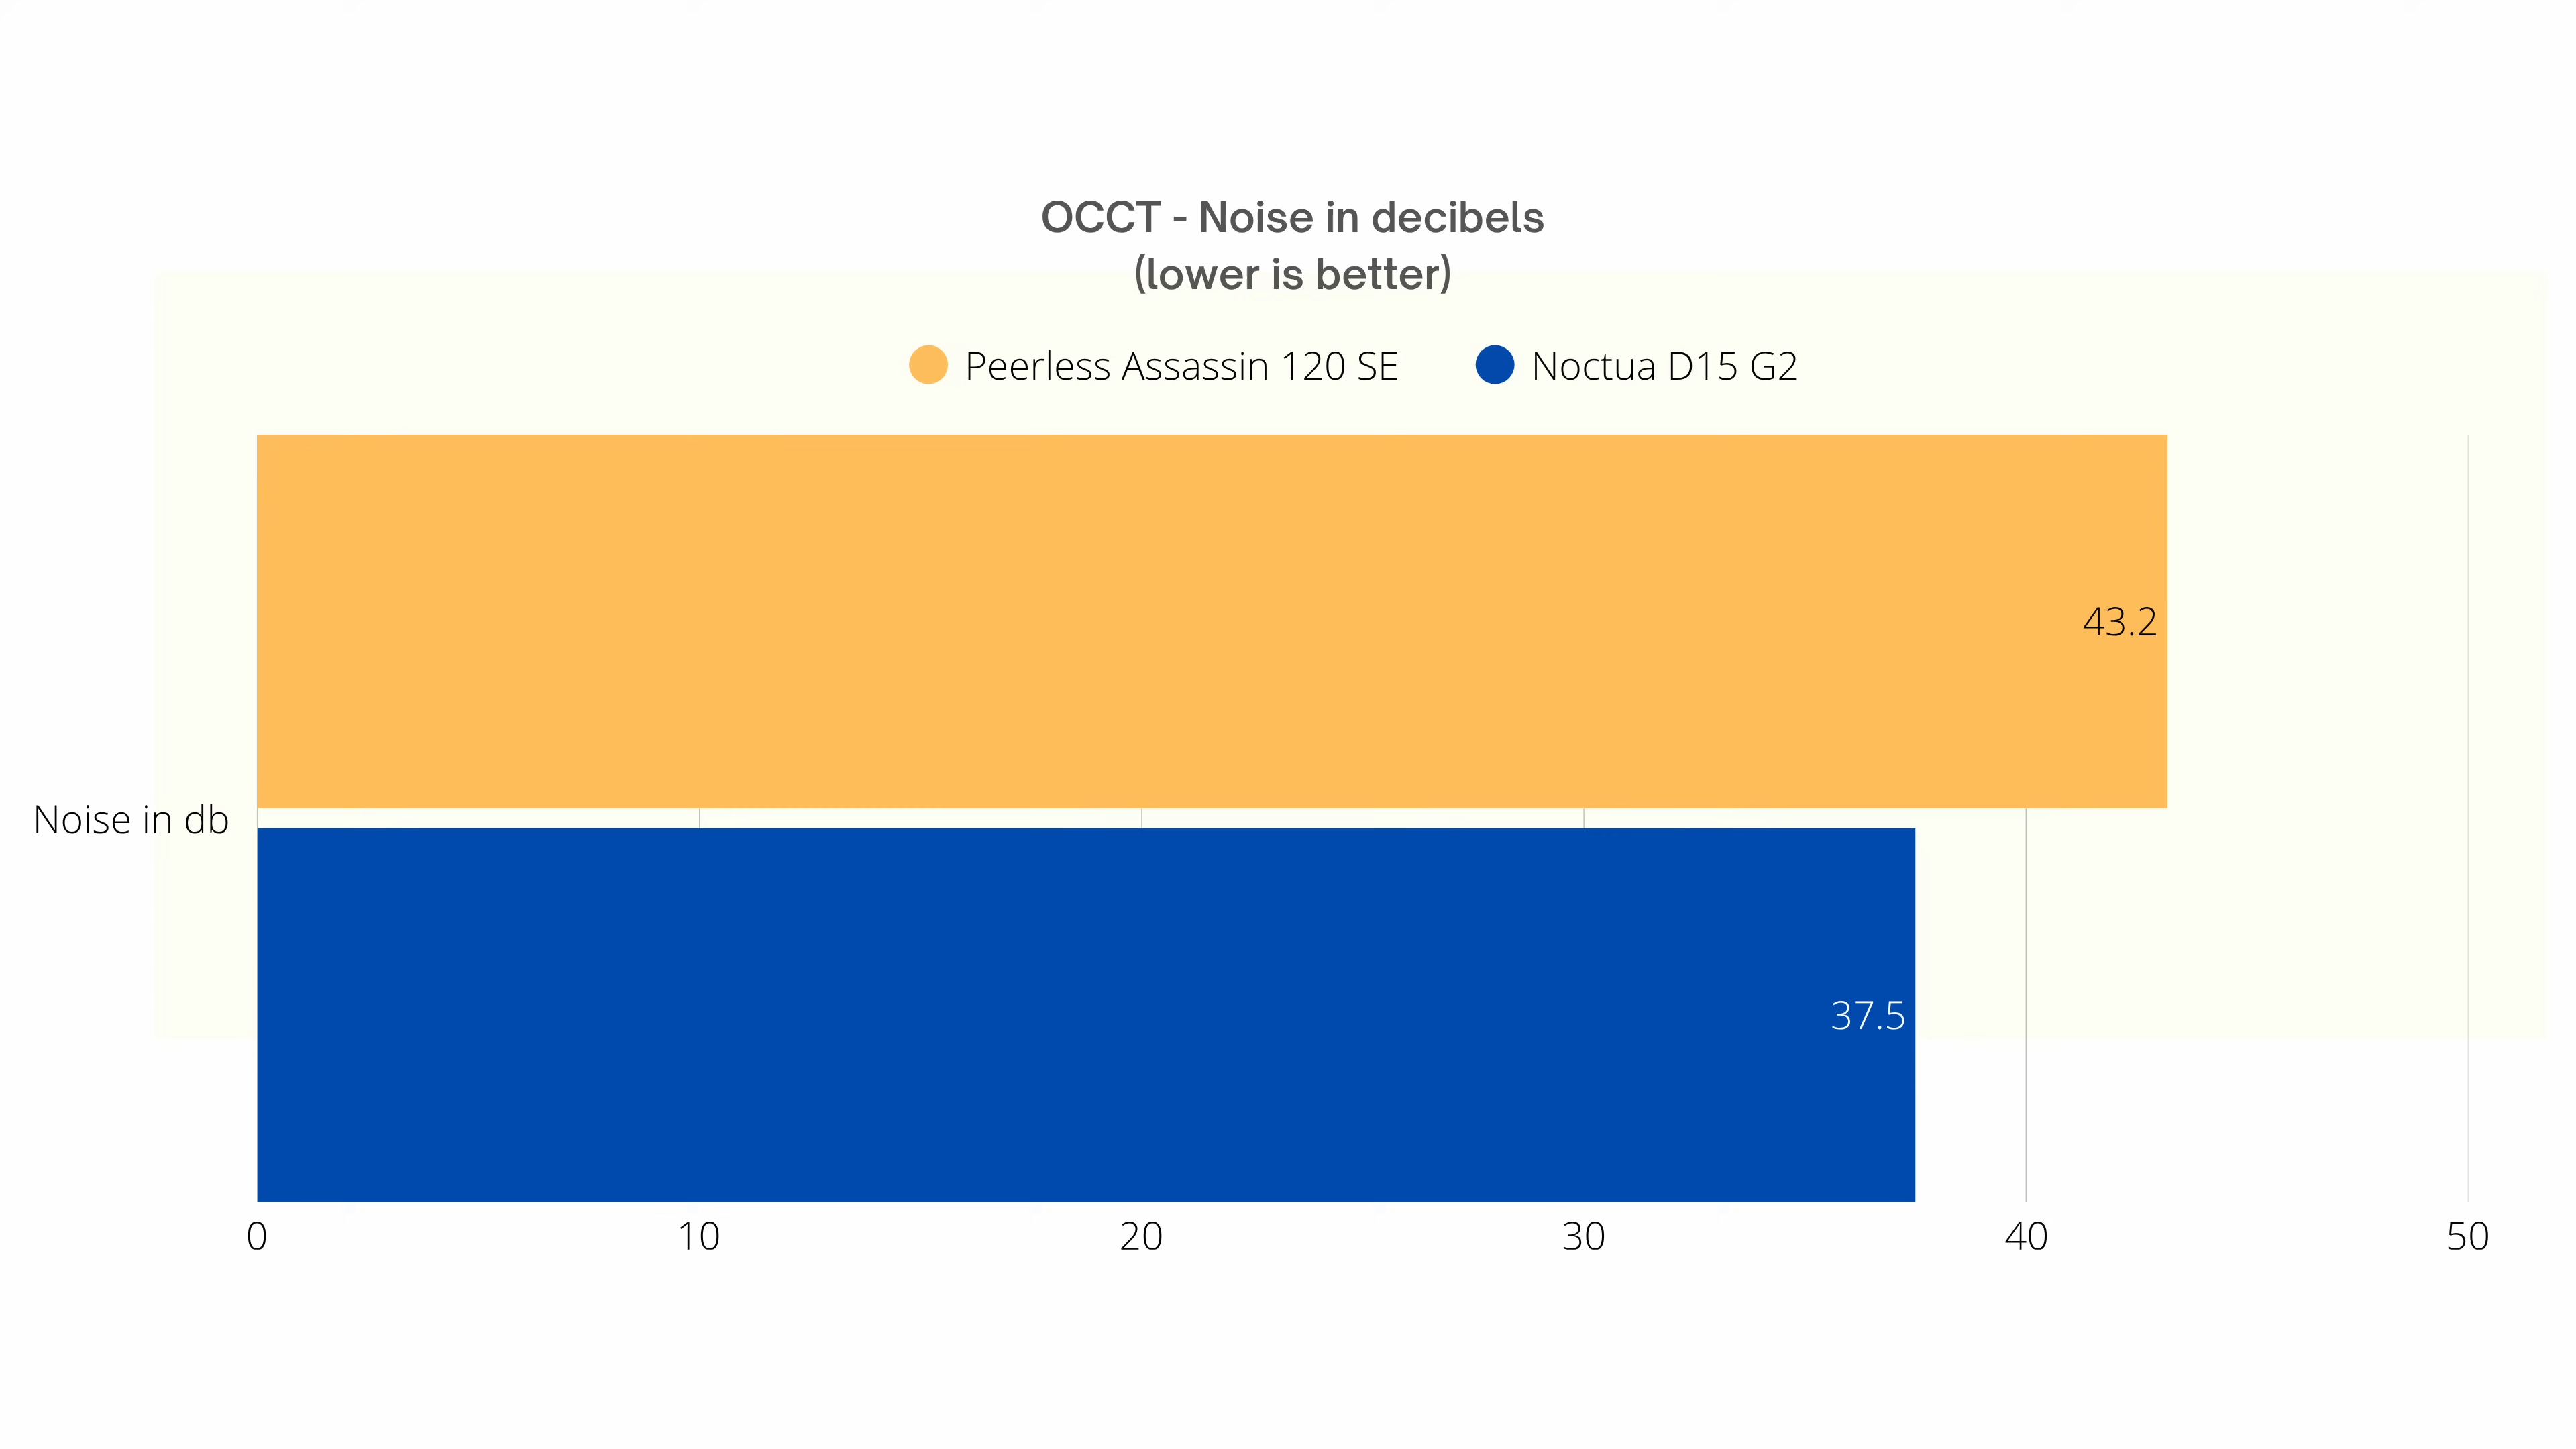 OCCT - Noise in decibels
(lower is better)
Peerless Assassin 120 SE
Noctua D15 G2
43.2
Noise in db
37.5
0
10
20
30
40
50